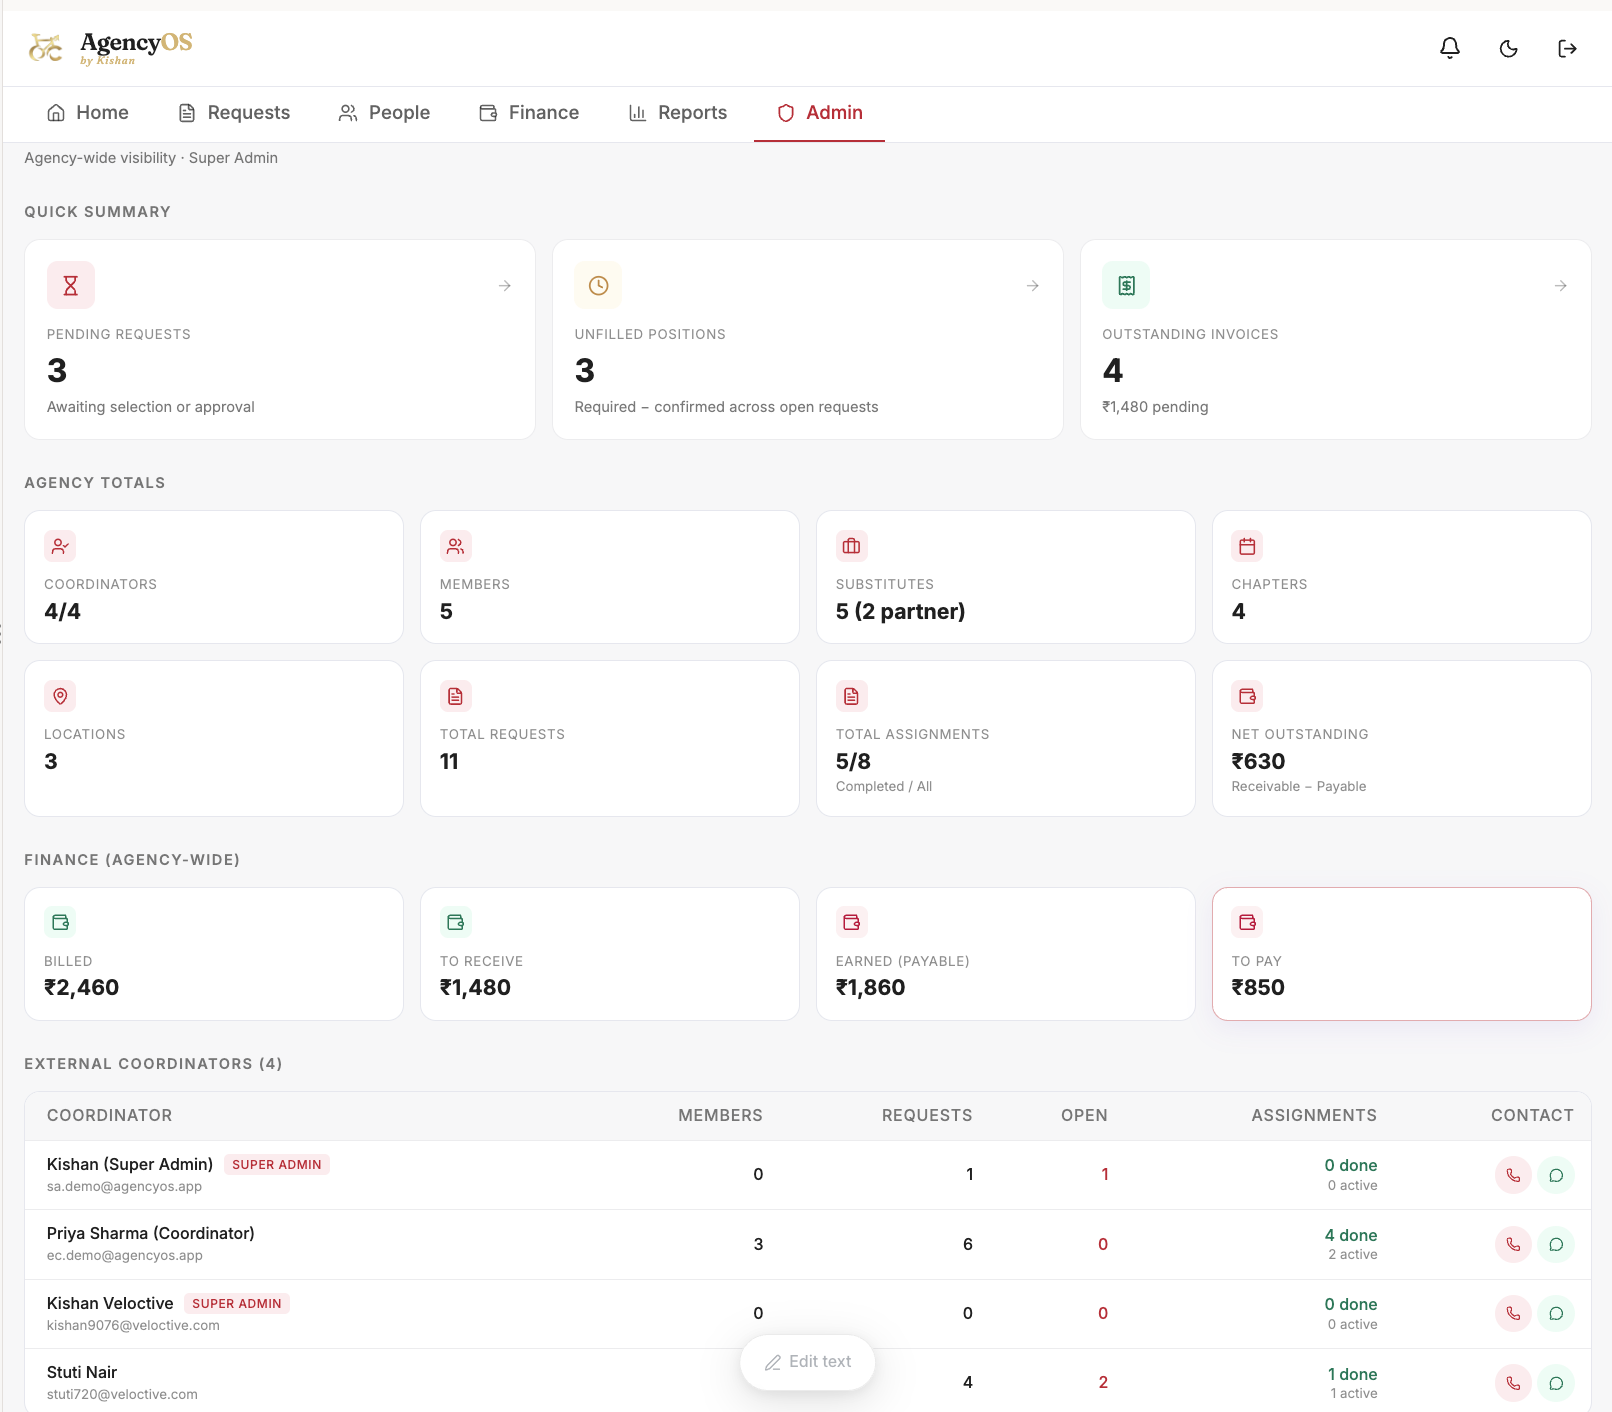 AgencyOS
by Kishan
Home Requests People Finance Reports Admin
Agency-wide visibility · Super Admin
QUICK SUMMARY
PENDING REQUESTS
3
Awaiting selection or approval
UNFILLED POSITIONS
3
Required – confirmed across open requests
OUTSTANDING INVOICES
4
₹1,480 pending
AGENCY TOTALS
COORDINATORS
4/4
MEMBERS
5
SUBSTITUTES
5 (2 partner)
CHAPTERS
4
LOCATIONS
3
TOTAL REQUESTS
11
TOTAL ASSIGNMENTS
5/8
Completed / All
NET OUTSTANDING
₹630
Receivable – Payable
FINANCE (AGENCY-WIDE)
BILLED
₹2,460
TO RECEIVE
₹1,480
EARNED (PAYABLE)
₹1,860
TO PAY
₹850
EXTERNAL COORDINATORS (4)
COORDINATOR MEMBERS REQUESTS OPEN ASSIGNMENTS CONTACT
Kishan (Super Admin) SUPER ADMIN
sa.demo@agencyos.app
0 1 1
0 done
0 active
Priya Sharma (Coordinator)
ec.demo@agencyos.app
3 6 0
4 done
2 active
Kishan Veloctive SUPER ADMIN
kishan9076@veloctive.com
0 0 0
0 done
0 active
Stuti Nair
stuti720@veloctive.com
4 2
1 done
1 active
Edit text